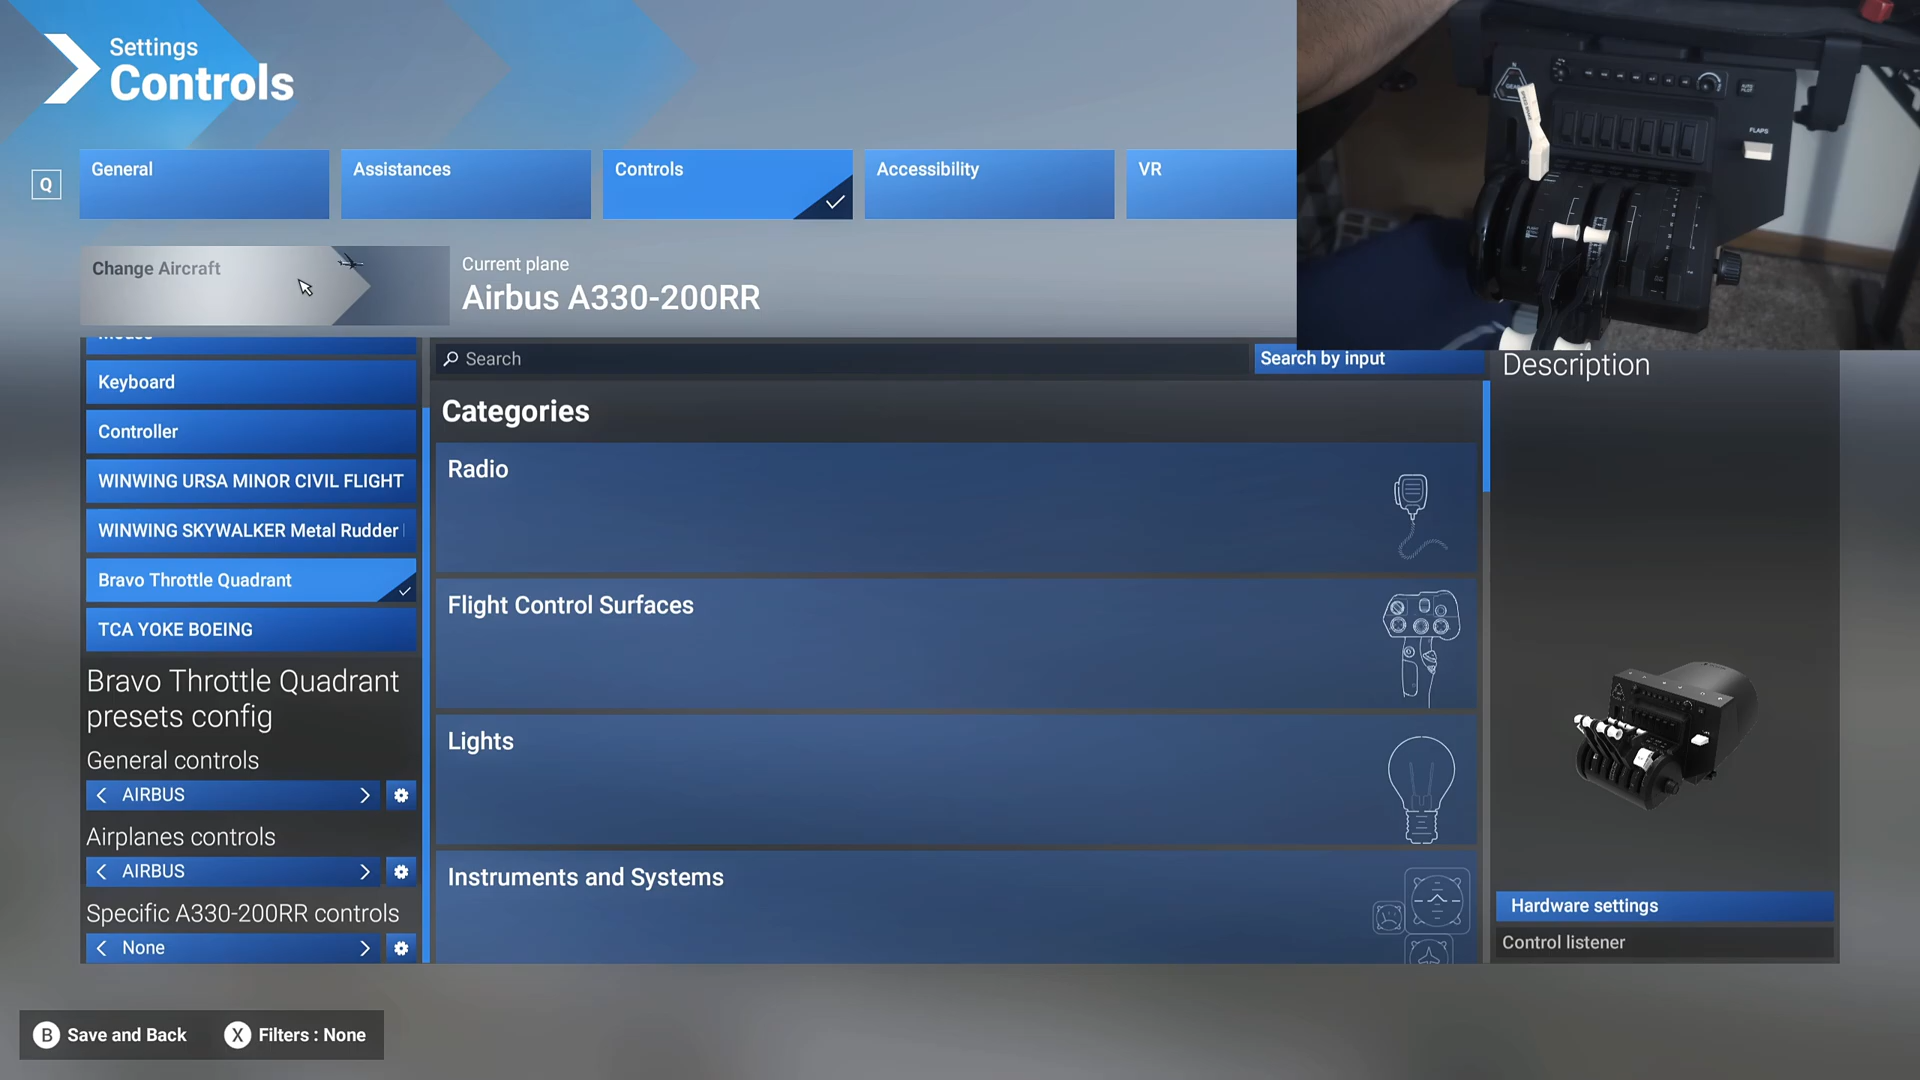 Settings
Controls
Q
General
Assistances
Controls
Accessibility
VR
Change Aircraft
Current plane
Airbus A330-200RR
Mouse
Keyboard
Controller
WINWING URSA MINOR CIVIL FLIGHT
WINWING SKYWALKER Metal Rudder
Bravo Throttle Quadrant
TCA YOKE BOEING
Bravo Throttle Quadrant
presets config
General controls
AIRBUS
Airplanes controls
AIRBUS
Specific A330-200RR controls
None
Search
Search by input
Categories
Radio
Flight Control Surfaces
Lights
Instruments and Systems
FLAPS
Description
Hardware settings
Control listener
B Save and Back
X Filters : None